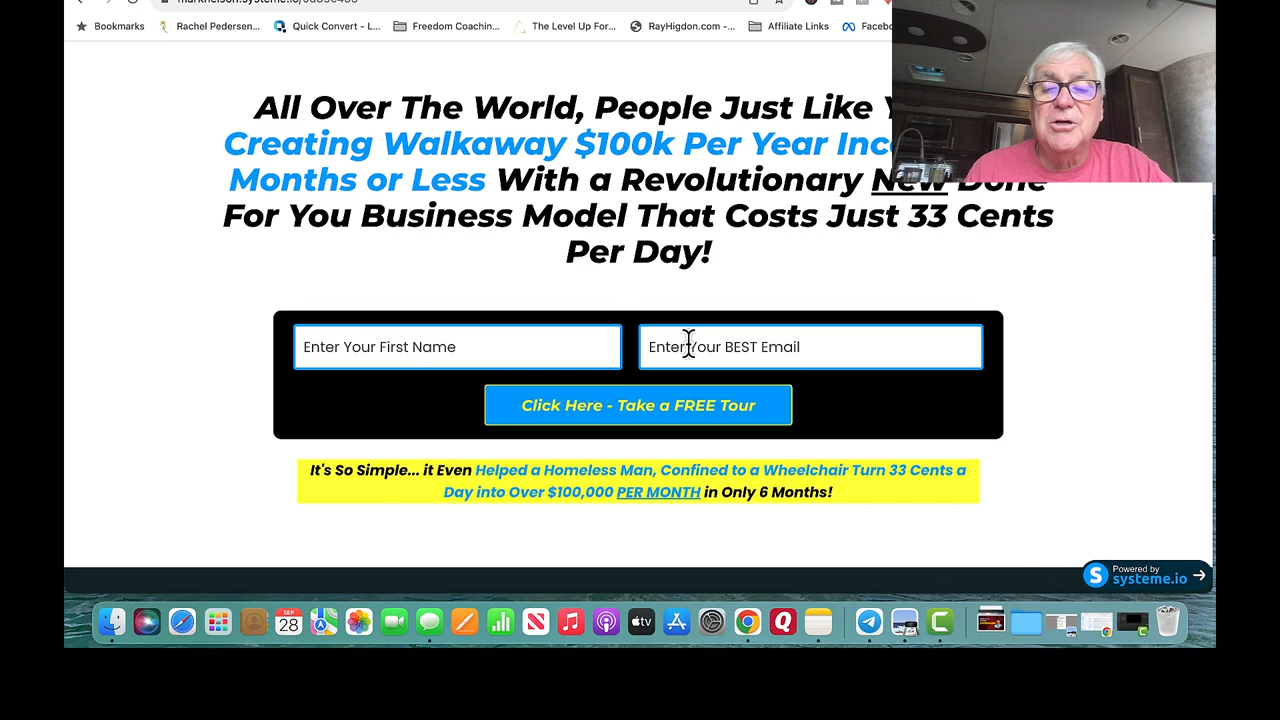 Bookmarks Rachel Pedersen... Quick Convert - L... Freedom Coachin... The Level Up For... RayHigdon.com -... Affiliate Links Facebo
All Over The World, People Just Like
Creating Walkaway $100k Per Year Inc
Months or Less With a Revolutionary New Done
For You Business Model That Costs Just 33 Cents
Per Day!
Enter Your First Name
Enter Your BEST Email
Click Here - Take a FREE Tour
It's So Simple... it Even Helped a Homeless Man, Confined to a Wheelchair Turn 33 Cents a
Day into Over $100,000 PER MONTH in Only 6 Months!
Powered by
systeme.io
SEP
28
tv